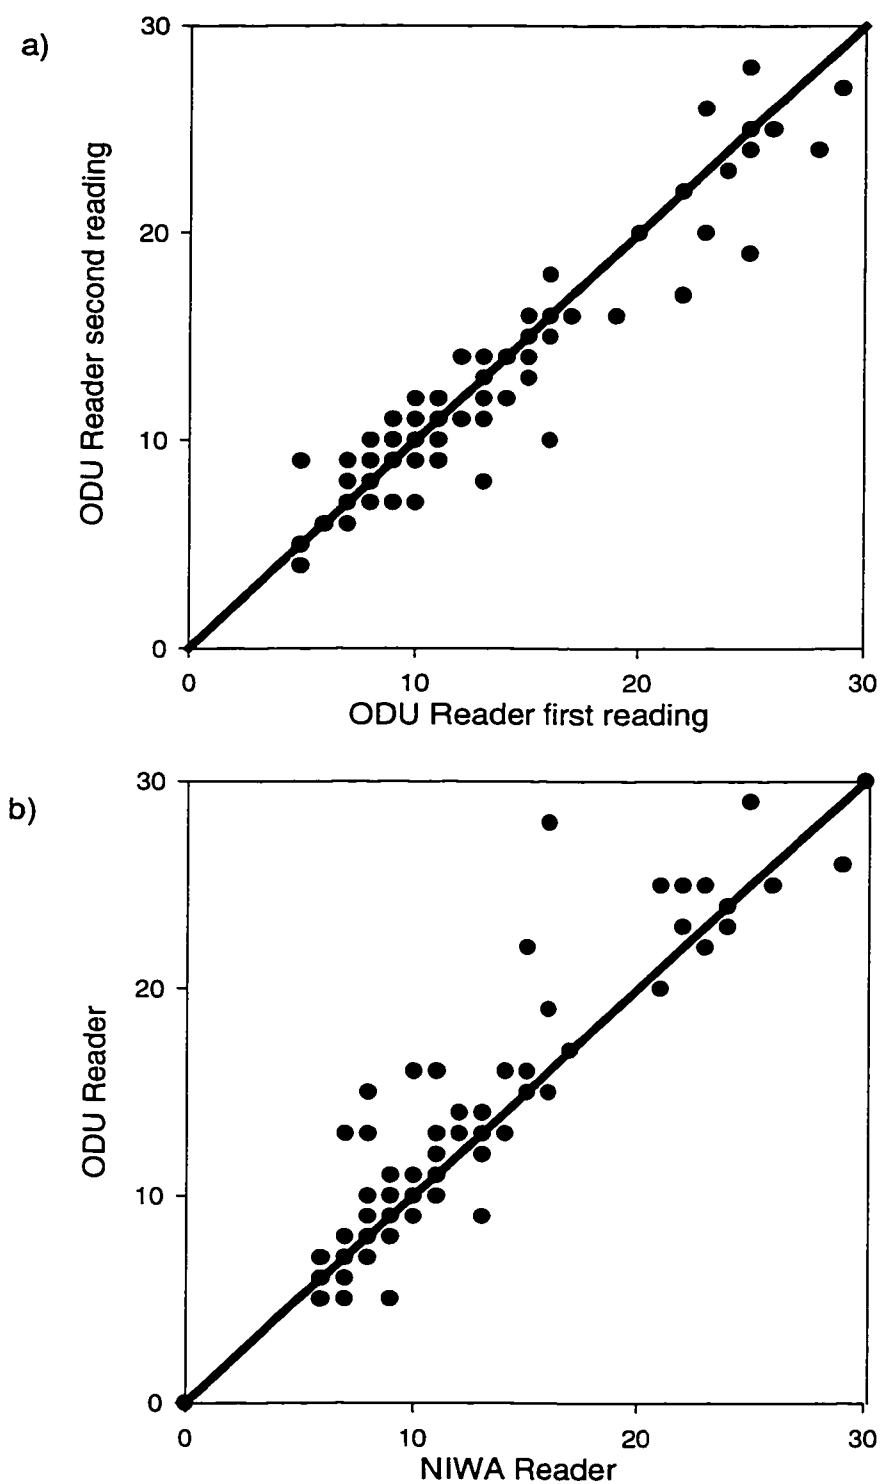 a)
30
20
10
0
ODU Reader second reading
0 10 20 30
ODU Reader first reading
b)
30
20
10
0
ODU Reader
0 10 20 30
NIWA Reader